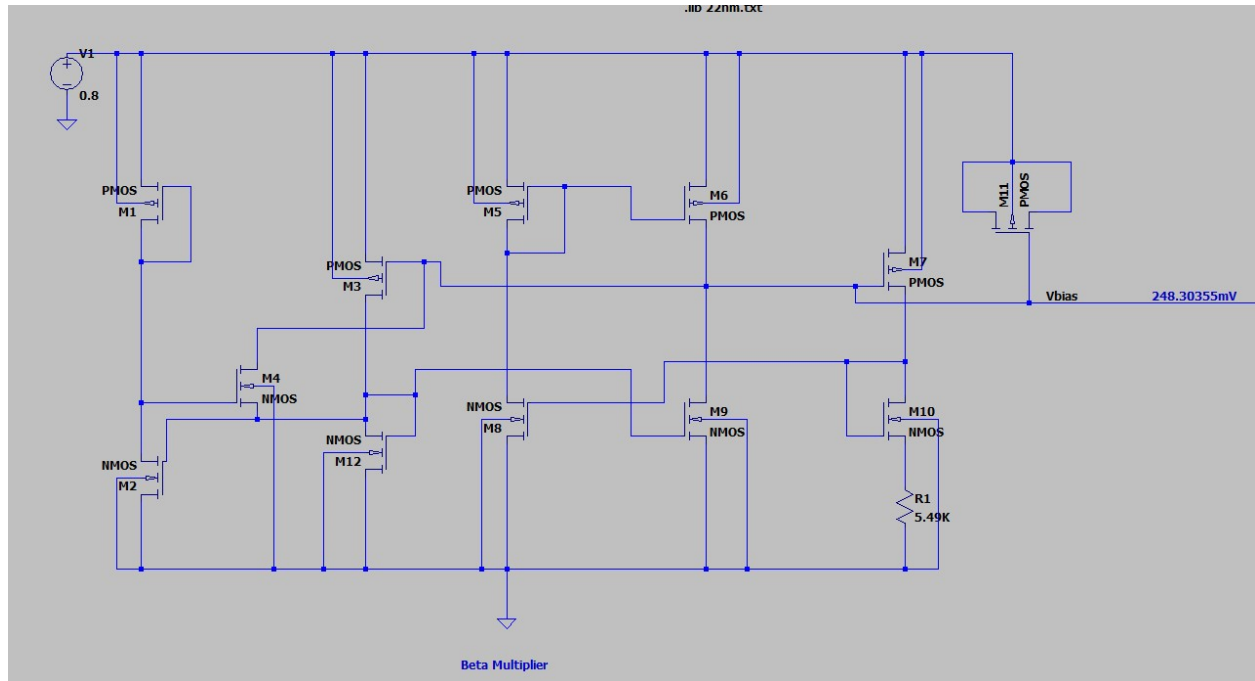 .lib 22nm.txt
V1
0.8
PMOS
M1
PMOS
M5
M6
PMOS
M11
PMOS
PMOS
M3
M7
PMOS
Vbias
248.30355mV
M4
NMOS
NMOS
M8
M9
NMOS
M10
NMOS
NMOS
M12
NMOS
M2
R1
5.49K
Beta Multiplier